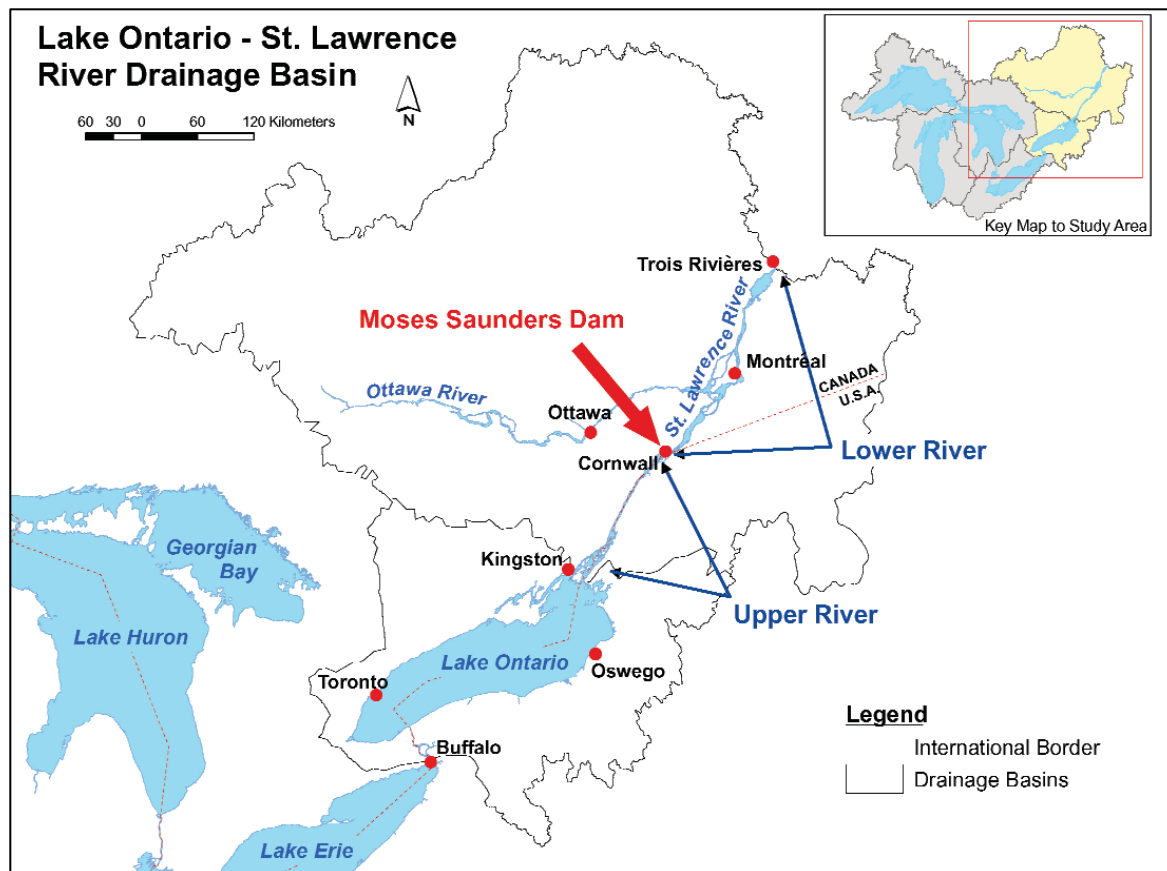 Lake Ontario - St. Lawrence
River Drainage Basin
60 30 0 60 120 Kilometers
N
Key Map to Study Area
Trois Rivières
Moses Saunders Dam
St. Lawrence River
Montréal
CANADA
U.S.A.
Ottawa River
Ottawa
Cornwall
Lower River
Kingston
Georgian
Bay
Upper River
Lake Huron
Lake Ontario
Oswego
Toronto
Legend
Buffalo
International Border
Drainage Basins
Lake Erie